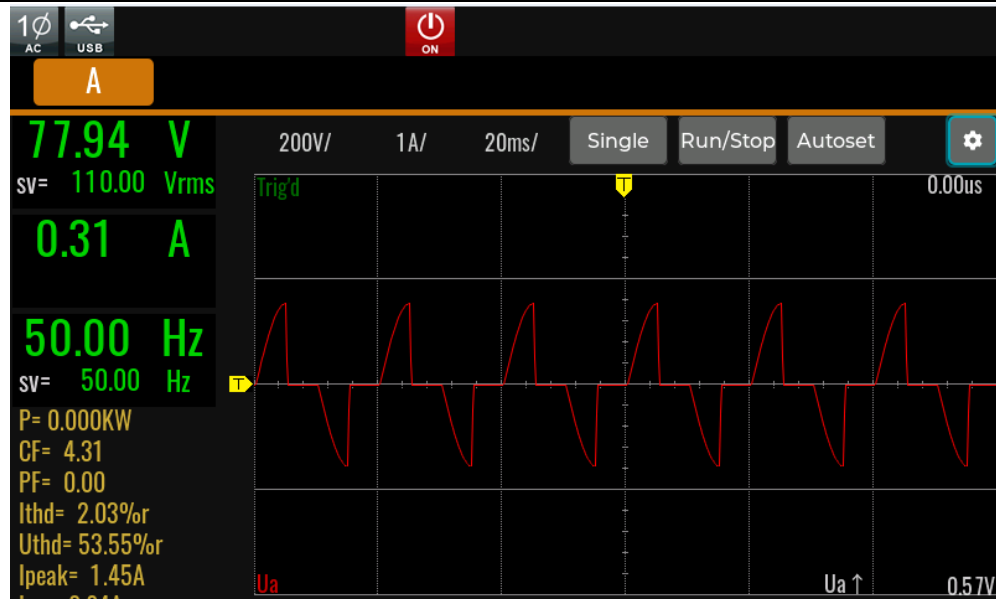 1Ø
AC
USB
ON
A
77.94 V
sv= 110.00 Vrms
0.31 A
50.00 Hz
sv= 50.00 Hz
P= 0.000KW
CF= 4.31
PF= 0.00
Ithd= 2.03%r
Uthd= 53.55%r
Ipeak= 1.45A
200V/ 1A/ 20ms/ Single Run/Stop Autoset
Trig'd T 0.00us
T
Ua Ua↑ 0.57V